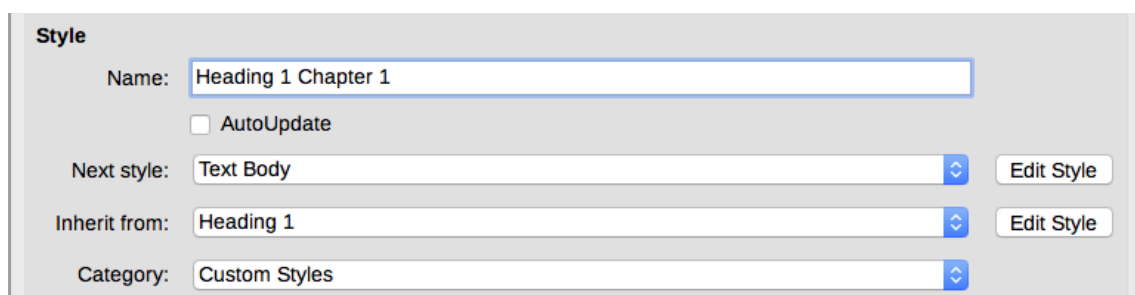 Style
Name: Heading 1 Chapter 1
AutoUpdate
Next style: Text Body Edit Style
Inherit from: Heading 1 Edit Style
Category: Custom Styles